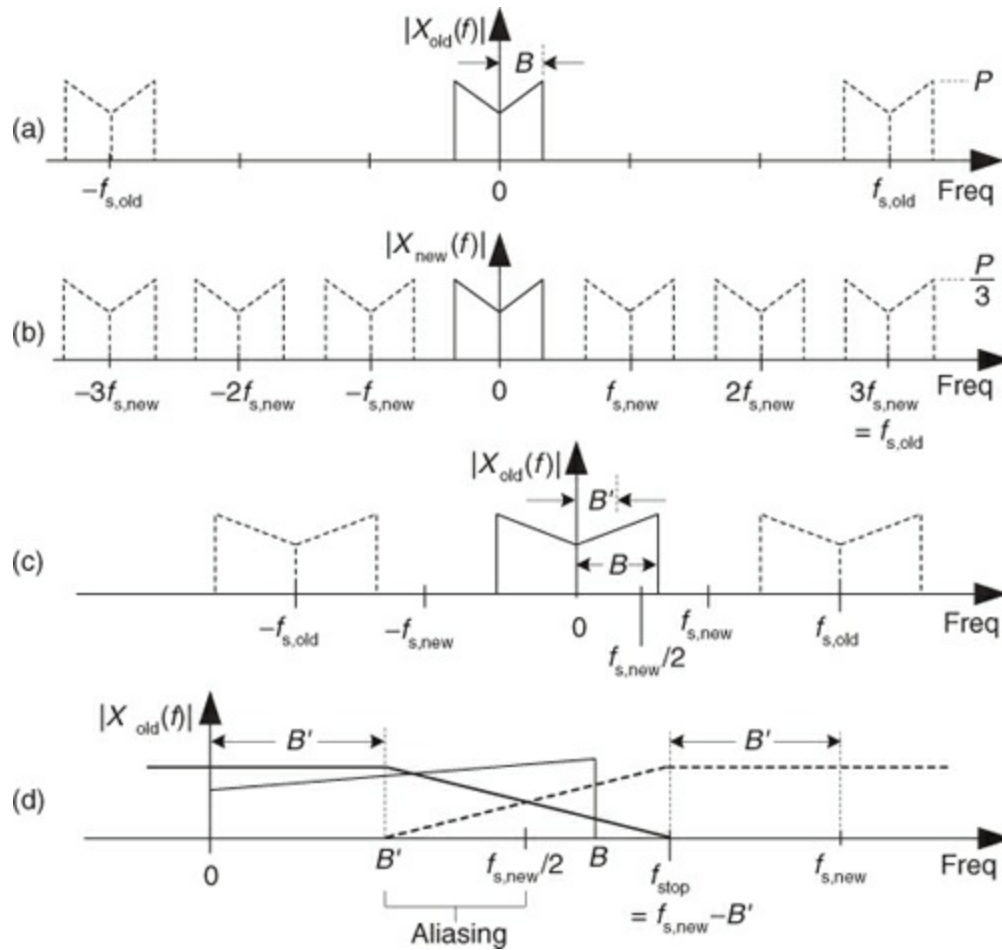 |X_old(f)|
B
P
(a)
−f_s,old
0
f_s,old
Freq
|X_new(f)|
P/3
(b)
−3f_s,new
−2f_s,new
−f_s,new
0
f_s,new
2f_s,new
3f_s,new
Freq
= f_s,old
|X_old(f)|
B'
(c)
B
−f_s,old
−f_s,new
0
f_s,new/2
f_s,new
f_s,old
Freq
|X_old(f)|
B'
B'
(d)
0
B'
f_s,new/2
B
f_stop
= f_s,new−B'
f_s,new
Freq
Aliasing